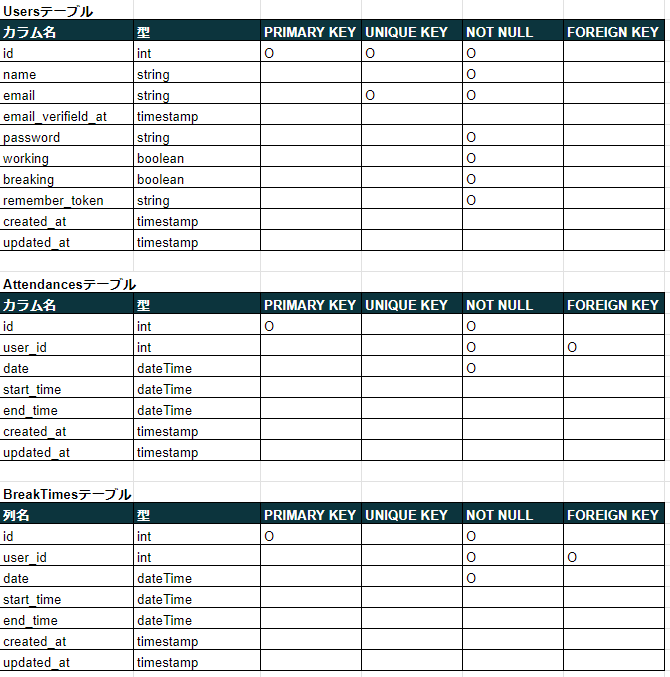 Usersテーブル
カラム名 型 PRIMARY KEY UNIQUE KEY NOT NULL FOREIGN KEY
id int O O O
name string O
email string O O
email_verifield_at timestamp
password string O
working boolean O
breaking boolean O
remember_token string O
created_at timestamp
updated_at timestamp
Attendancesテーブル
カラム名 型 PRIMARY KEY UNIQUE KEY NOT NULL FOREIGN KEY
id int O O
user_id int O O
date dateTime O
start_time dateTime
end_time dateTime
created_at timestamp
updated_at timestamp
BreakTimesテーブル
列名 型 PRIMARY KEY UNIQUE KEY NOT NULL FOREIGN KEY
id int O O
user_id int O O
date dateTime O
start_time dateTime
end_time dateTime
created_at timestamp
updated_at timestamp